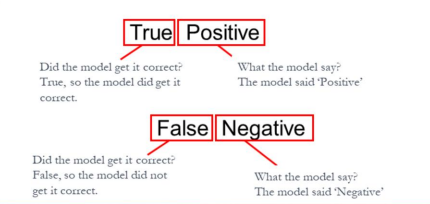 True Positive
Did the model get it correct?
True, so the model did get it
correct.
What the model say?
The model said ‘Positive’
False Negative
Did the model get it correct?
False, so the model did not
get it correct.
What the model say?
The model said ‘Negative’